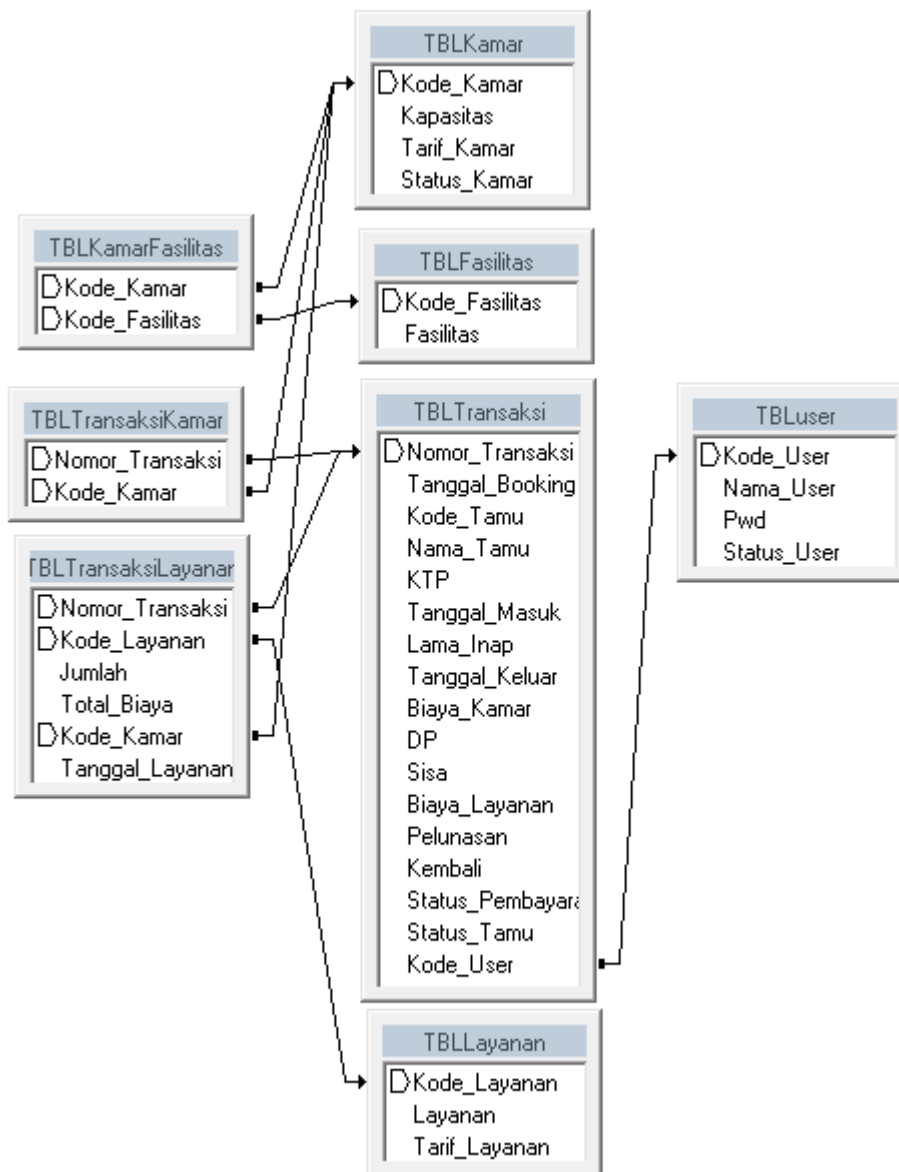 TBLKamar
Kode_Kamar
Kapasitas
Tarif_Kamar
Status_Kamar
TBLKamarFasilitas
Kode_Kamar
Kode_Fasilitas
TBLFasilitas
Kode_Fasilitas
Fasilitas
TBLTransaksiKamar
Nomor_Transaksi
Kode_Kamar
TBLTransaksi
Nomor_Transaksi
Tanggal_Booking
Kode_Tamu
Nama_Tamu
KTP
Tanggal_Masuk
Lama_Inap
Tanggal_Keluar
Biaya_Kamar
DP
Sisa
Biaya_Layanan
Pelunasan
Kembali
Status_Pembayara
Status_Tamu
Kode_User
TBLuser
Kode_User
Nama_User
Pwd
Status_User
TBLTransaksiLayanan
Nomor_Transaksi
Kode_Layanan
Jumlah
Total_Biaya
Kode_Kamar
Tanggal_Layanan
TBLLayanan
Kode_Layanan
Layanan
Tarif_Layanan